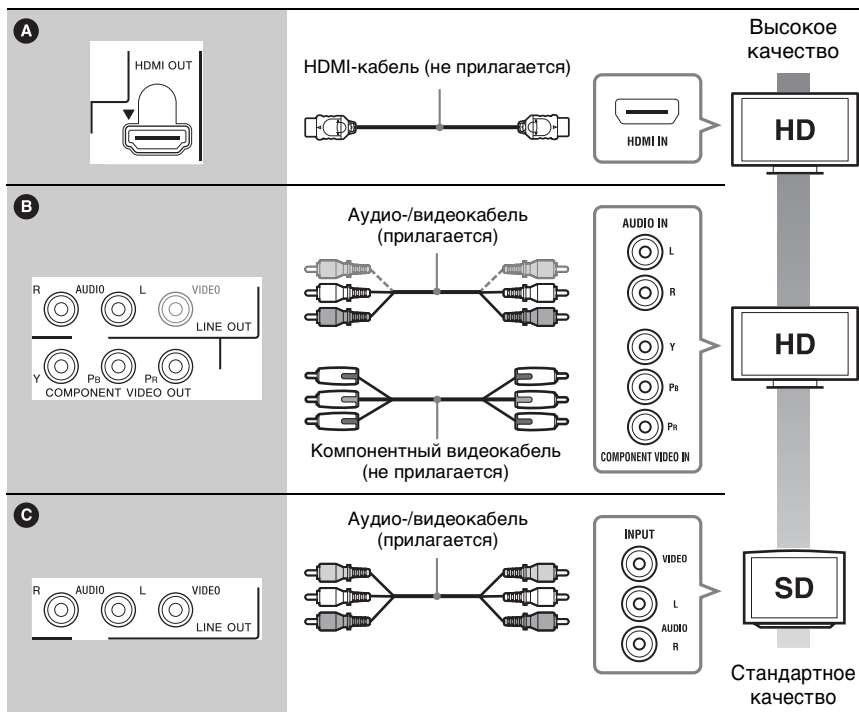 A
HDMI OUT
HDMI-кабель (не прилагается)
HDMI IN
Высокое
качество
HD
B
R AUDIO L VIDEO
LINE OUT
Y PB PR
COMPONENT VIDEO OUT
Аудио-/видеокабель
(прилагается)
Компонентный видеокабель
(не прилагается)
AUDIO IN
L
R
Y
PB
PR
COMPONENT VIDEO IN
HD
C
R AUDIO L VIDEO
LINE OUT
Аудио-/видеокабель
(прилагается)
INPUT
VIDEO
L
AUDIO
R
SD
Стандартное
качество